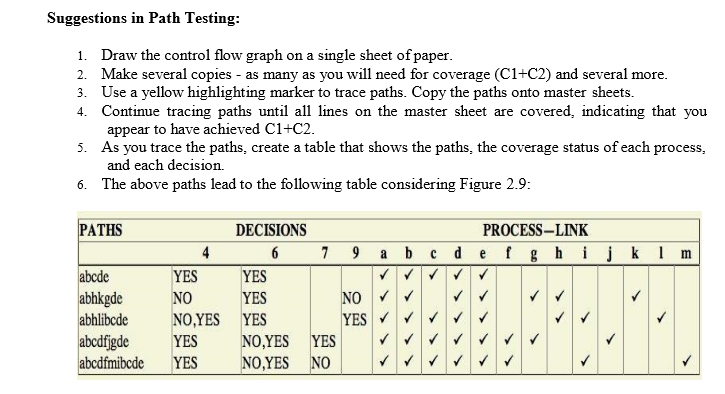 Suggestions in Path Testing:
1. Draw the control flow graph on a single sheet of paper.
2. Make several copies - as many as you will need for coverage (C1+C2) and several more.
3. Use a yellow highlighting marker to trace paths. Copy the paths onto master sheets.
4. Continue tracing paths until all lines on the master sheet are covered, indicating that you
appear to have achieved C1+C2.
5. As you trace the paths, create a table that shows the paths, the coverage status of each process,
and each decision.
6. The above paths lead to the following table considering Figure 2.9:
PATHS DECISIONS PROCESS-LINK
4 6 7 9 a b c d e f g h i j k l m
abcde YES YES ✓ ✓ ✓ ✓ ✓
abhkgde NO YES NO ✓ ✓ ✓ ✓ ✓ ✓ ✓
abhlibcde NO,YES YES YES ✓ ✓ ✓ ✓ ✓ ✓ ✓ ✓
abcdfjgde YES NO,YES YES ✓ ✓ ✓ ✓ ✓ ✓ ✓ ✓
abcdfmibcde YES NO,YES NO ✓ ✓ ✓ ✓ ✓ ✓ ✓ ✓